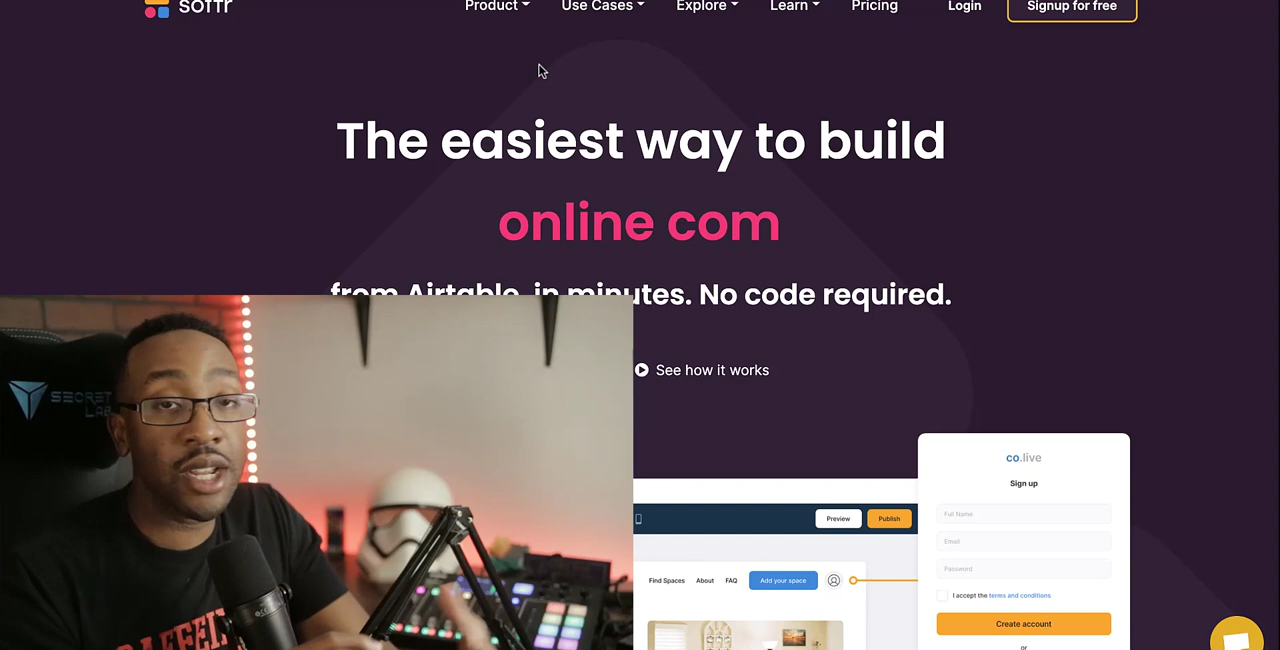 softr
Product
Use Cases
Explore
Learn
Pricing
Login
Signup for free
The easiest way to build
online com
from Airtable, in minutes. No code required.
See how it works
SECRET
LAB
co.live
Sign up
Full Name
Email
Password
I accept the terms and conditions
Create account
or
Preview
Publish
Find Spaces
About
FAQ
Add your space